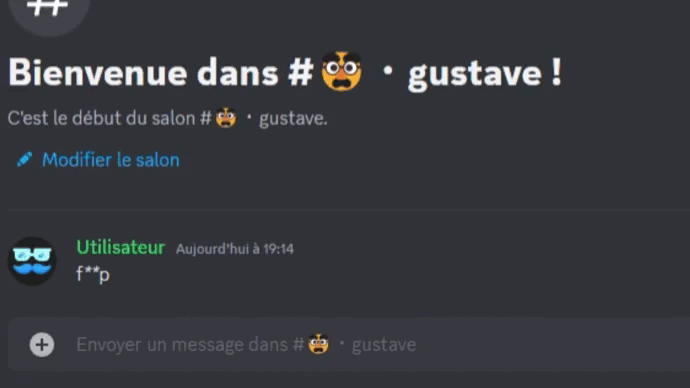 Bienvenue dans #🥸・gustave !
C'est le début du salon #🥸・gustave.
Modifier le salon
Utilisateur Aujourd'hui à 19:14
f**p
Envoyer un message dans #🥸・gustave